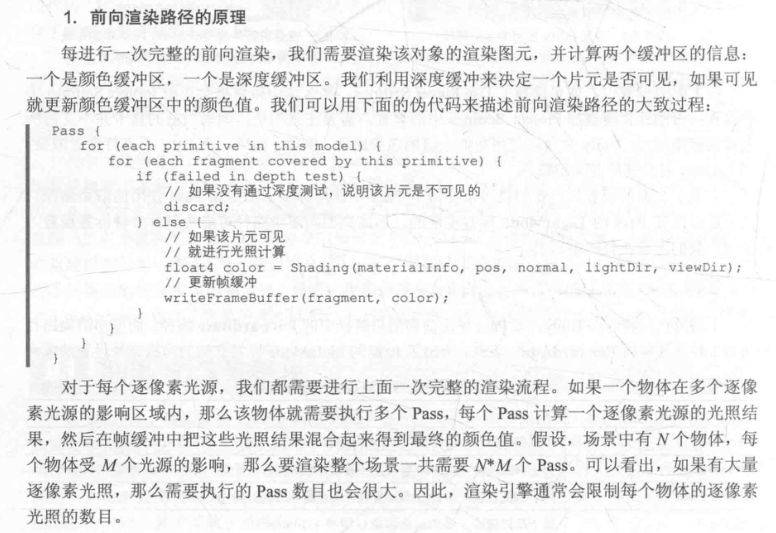 1. 前向渲染路径的原理
每进行一次完整的前向渲染，我们需要渲染该对象的渲染图元，并计算两个缓冲区的信息：
一个是颜色缓冲区，一个是深度缓冲区。我们利用深度缓冲来决定一个片元是否可见，如果可见
就更新颜色缓冲区中的颜色值。我们可以用下面的伪代码来描述前向渲染路径的大致过程：
Pass {
for (each primitive in this model) {
for (each fragment covered by this primitive) {
if (failed in depth test) {
// 如果没有通过深度测试，说明该片元是不可见的
discard;
} else {
// 如果该片元可见
// 就进行光照计算
float4 color = Shading(materialInfo, pos, normal, lightDir, viewDir);
// 更新帧缓冲
writeFrameBuffer(fragment, color);
}
}
}
}
对于每个逐像素光源，我们都需要进行上面一次完整的渲染流程。如果一个物体在多个逐像
素光源的影响区域内，那么该物体就需要执行多个 Pass，每个 Pass 计算一个逐像素光源的光照结
果，然后在帧缓冲中把这些光照结果混合起来得到最终的颜色值。假设，场景中有 N 个物体，每
个物体受 M 个光源的影响，那么要渲染整个场景一共需要 N*M 个 Pass。可以看出，如果有大量
逐像素光照，那么需要执行的 Pass 数目也会很大。因此，渲染引擎通常会限制每个物体的逐像素
光照的数目。